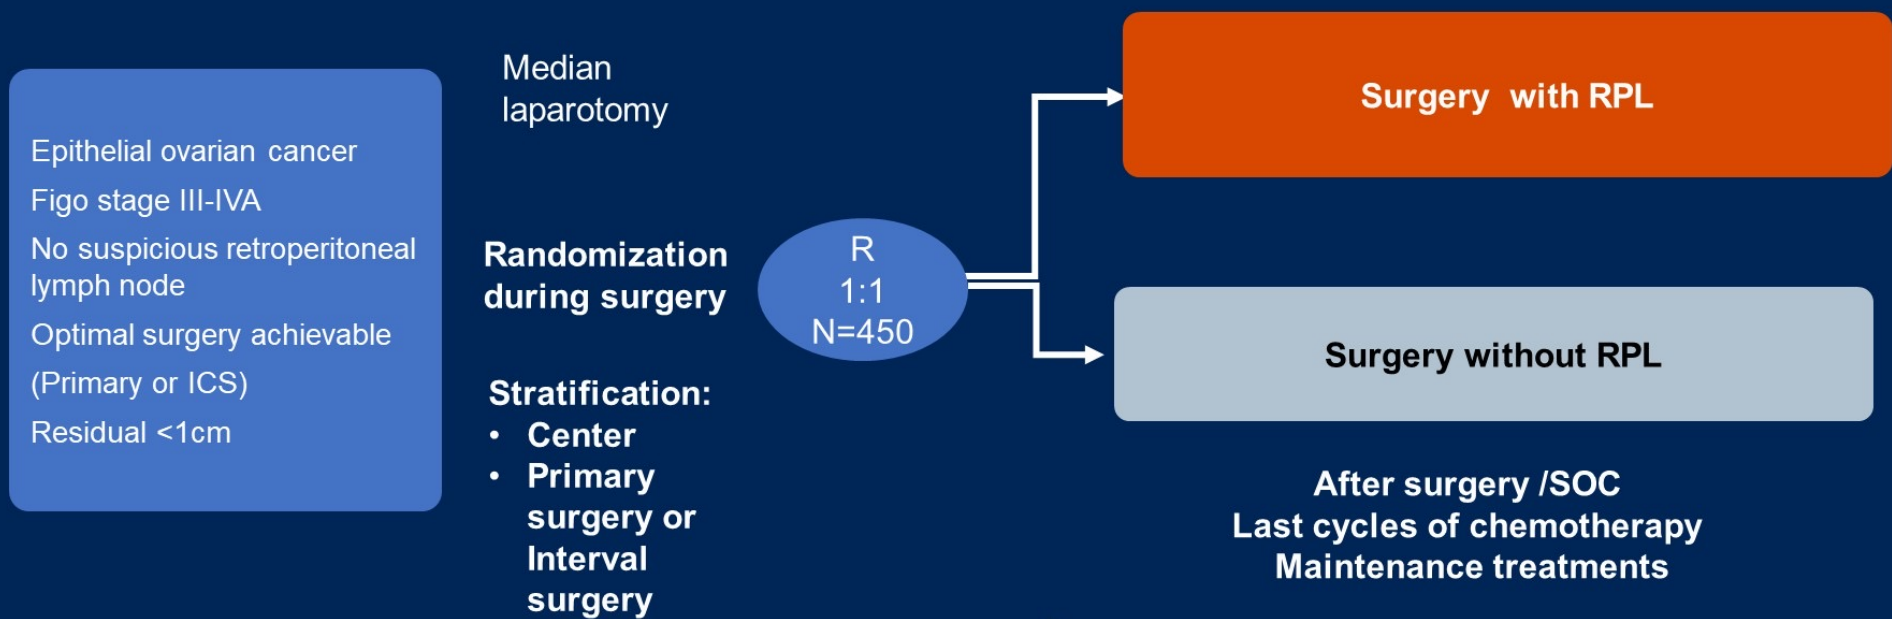 Epithelial ovarian cancer
Figo stage III-IVA
No suspicious retroperitoneal
lymph node
Optimal surgery achievable
(Primary or ICS)
Residual <1cm
Median
laparotomy
Randomization
during surgery
Stratification:
• Center
• Primary
surgery or
Interval
surgery
R
1:1
N=450
Surgery with RPL
Surgery without RPL
After surgery /SOC
Last cycles of chemotherapy
Maintenance treatments